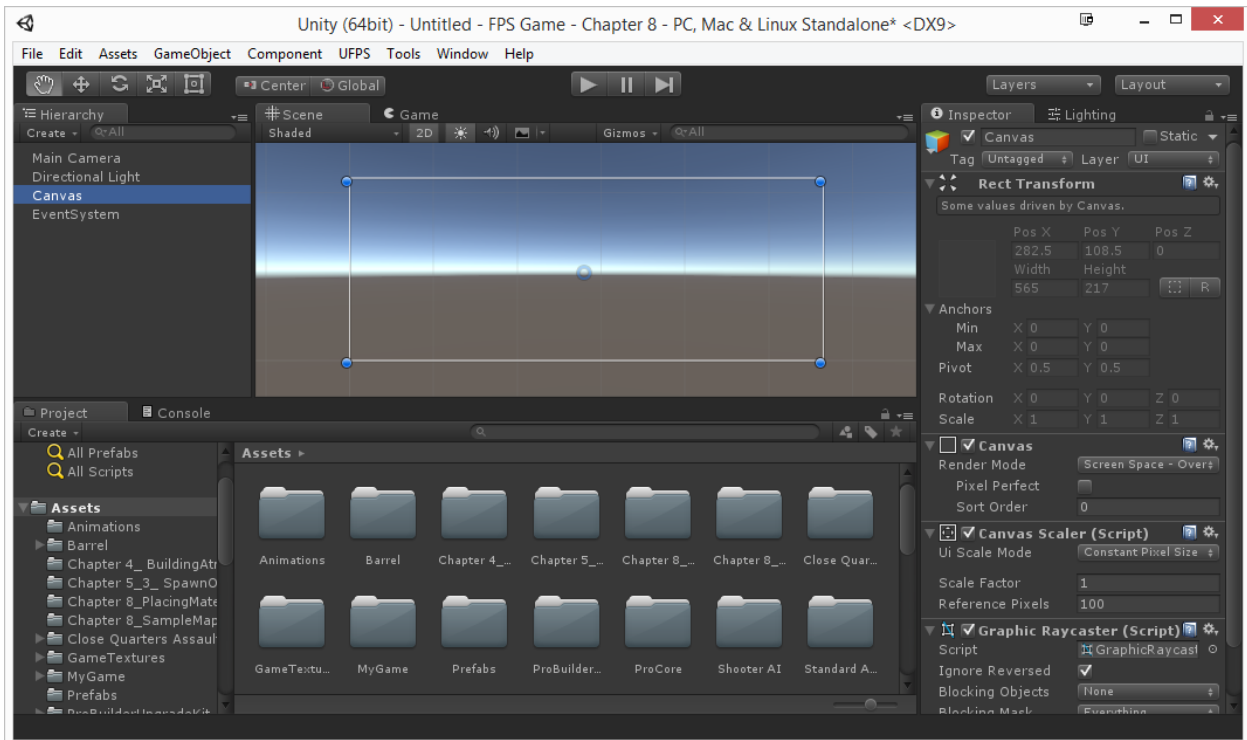 Unity (64bit) - Untitled - FPS Game - Chapter 8 - PC, Mac & Linux Standalone* <DX9>
File Edit Assets GameObject Component UFPS Tools Window Help
Center Global
Layers Layout
Hierarchy
Create All
Main Camera
Directional Light
Canvas
EventSystem
Scene Game
Shaded 2D Gizmos All
Inspector Lighting
Canvas Static
Tag Untagged Layer UI
Rect Transform
Some values driven by Canvas.
Pos X Pos Y Pos Z
282.5 108.5 0
Width Height
565 217
R
Anchors
Min X 0 Y 0
Max X 0 Y 0
Pivot X 0.5 Y 0.5
Rotation X 0 Y 0 Z 0
Scale X 1 Y 1 Z 1
Canvas
Render Mode Screen Space - Over
Pixel Perfect
Sort Order 0
Canvas Scaler (Script)
Ui Scale Mode Constant Pixel Size
Scale Factor 1
Reference Pixels 100
Graphic Raycaster (Script)
Script GraphicRaycast
Ignore Reversed
Blocking Objects None
Blocking Mask Everything
Project Console
Create
All Prefabs
All Scripts
Assets
Animations
Barrel
Chapter 4_ BuildingAtr
Chapter 5_3_ SpawnO
Chapter 8_PlacingMate
Chapter 8_SampleMap
Close Quarters Assaul
GameTextures
MyGame
Prefabs
ProBuilderUpgradeKit
Assets
Animations Barrel Chapter 4_... Chapter 5_... Chapter 8_... Chapter 8_... Close Quar...
GameTextu... MyGame Prefabs ProBuilder... ProCore Shooter AI Standard A...